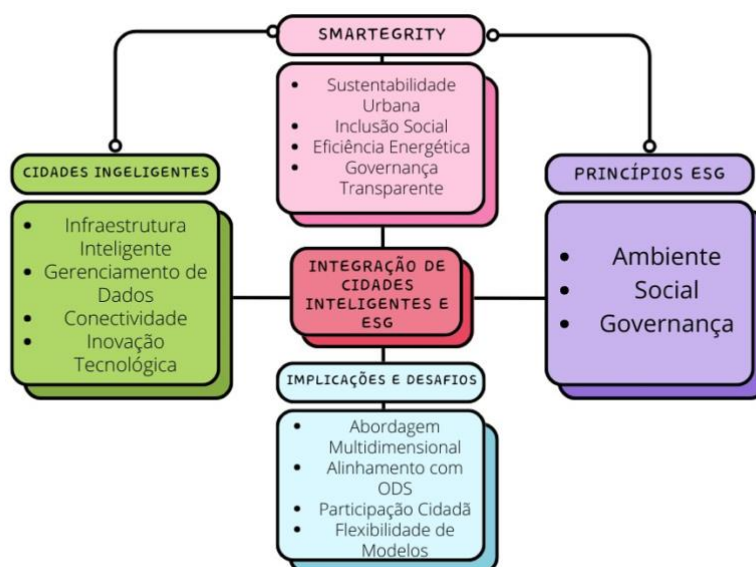 SMARTEGRITY
• Sustentabilidade
Urbana
• Inclusão Social
• Eficiência Energética
• Governança
Transparente
CIDADES INGELIGENTES
• Infraestrutura
Inteligente
• Gerenciamento de
Dados
• Conectividade
• Inovação
Tecnológica
INTEGRAÇÃO DE
CIDADES
INTELIGENTES E
ESG
PRINCÍPIOS ESG
• Ambiente
• Social
• Governança
IMPLICAÇÕES E DESAFIOS
• Abordagem
Multidimensional
• Alinhamento com
ODS
• Participação Cidadã
• Flexibilidade de
Modelos